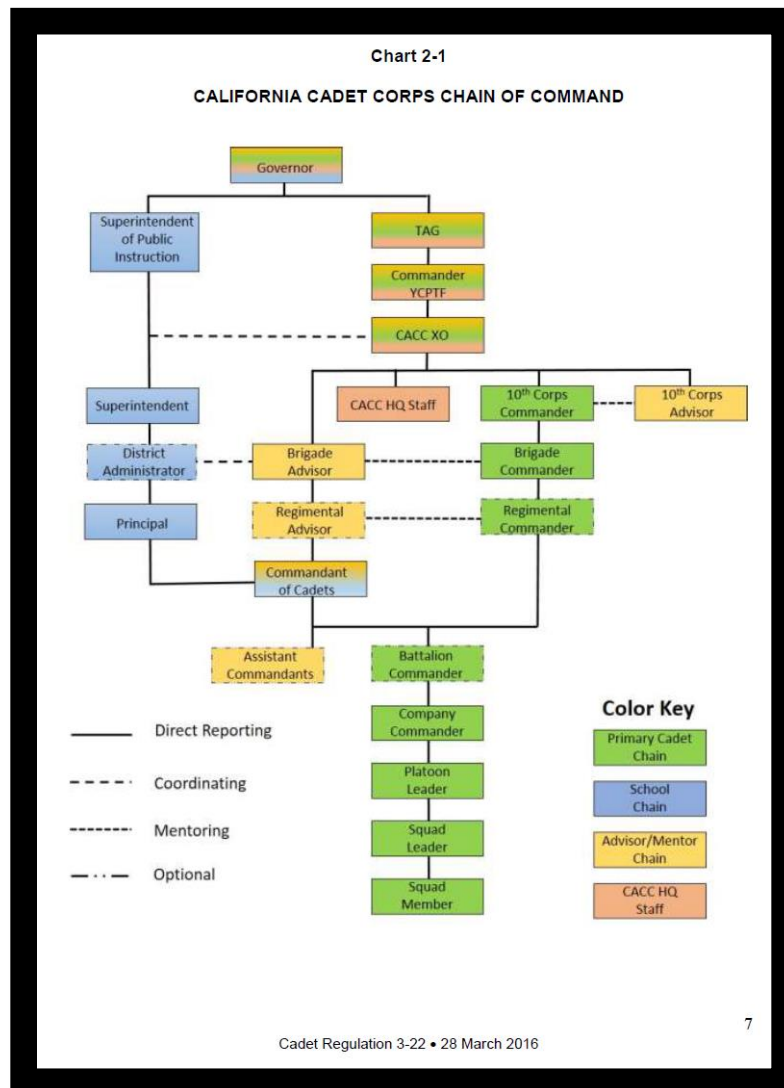 Chart 2-1
CALIFORNIA CADET CORPS CHAIN OF COMMAND
Governor
Superintendent
of Public
Instruction
TAG
Commander
YCPTF
CACC XO
Superintendent
CACC HQ Staff
10th Corps
Commander
10th Corps
Advisor
District
Administrator
Brigade
Advisor
Brigade
Commander
Principal
Regimental
Advisor
Regimental
Commander
Commandant
of Cadets
Assistant
Commandants
Battalion
Commander
Company
Commander
Platoon
Leader
Squad
Leader
Squad
Member
Direct Reporting
Coordinating
Mentoring
Optional
Color Key
Primary Cadet
Chain
School
Chain
Advisor/Mentor
Chain
CACC HQ
Staff
7
Cadet Regulation 3-22 • 28 March 2016